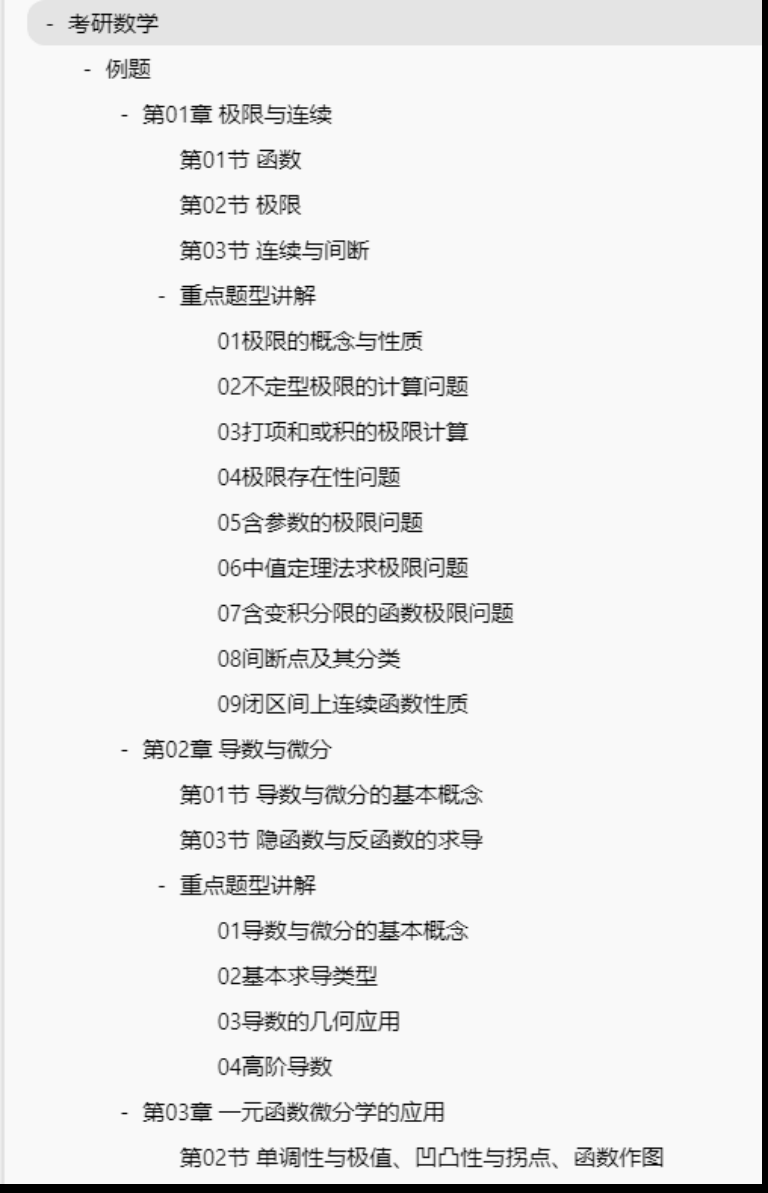 - 考研数学
- 例题
- 第01章 极限与连续
第01节 函数
第02节 极限
第03节 连续与间断
- 重点题型讲解
01极限的概念与性质
02不定型极限的计算问题
03打项和或积的极限计算
04极限存在性问题
05含参数的极限问题
06中值定理法求极限问题
07含变积分限的函数极限问题
08间断点及其分类
09闭区间上连续函数性质
- 第02章 导数与微分
第01节 导数与微分的基本概念
第03节 隐函数与反函数的求导
- 重点题型讲解
01导数与微分的基本概念
02基本求导类型
03导数的几何应用
04高阶导数
- 第03章 一元函数微分学的应用
第02节 单调性与极值、凹凸性与拐点、函数作图